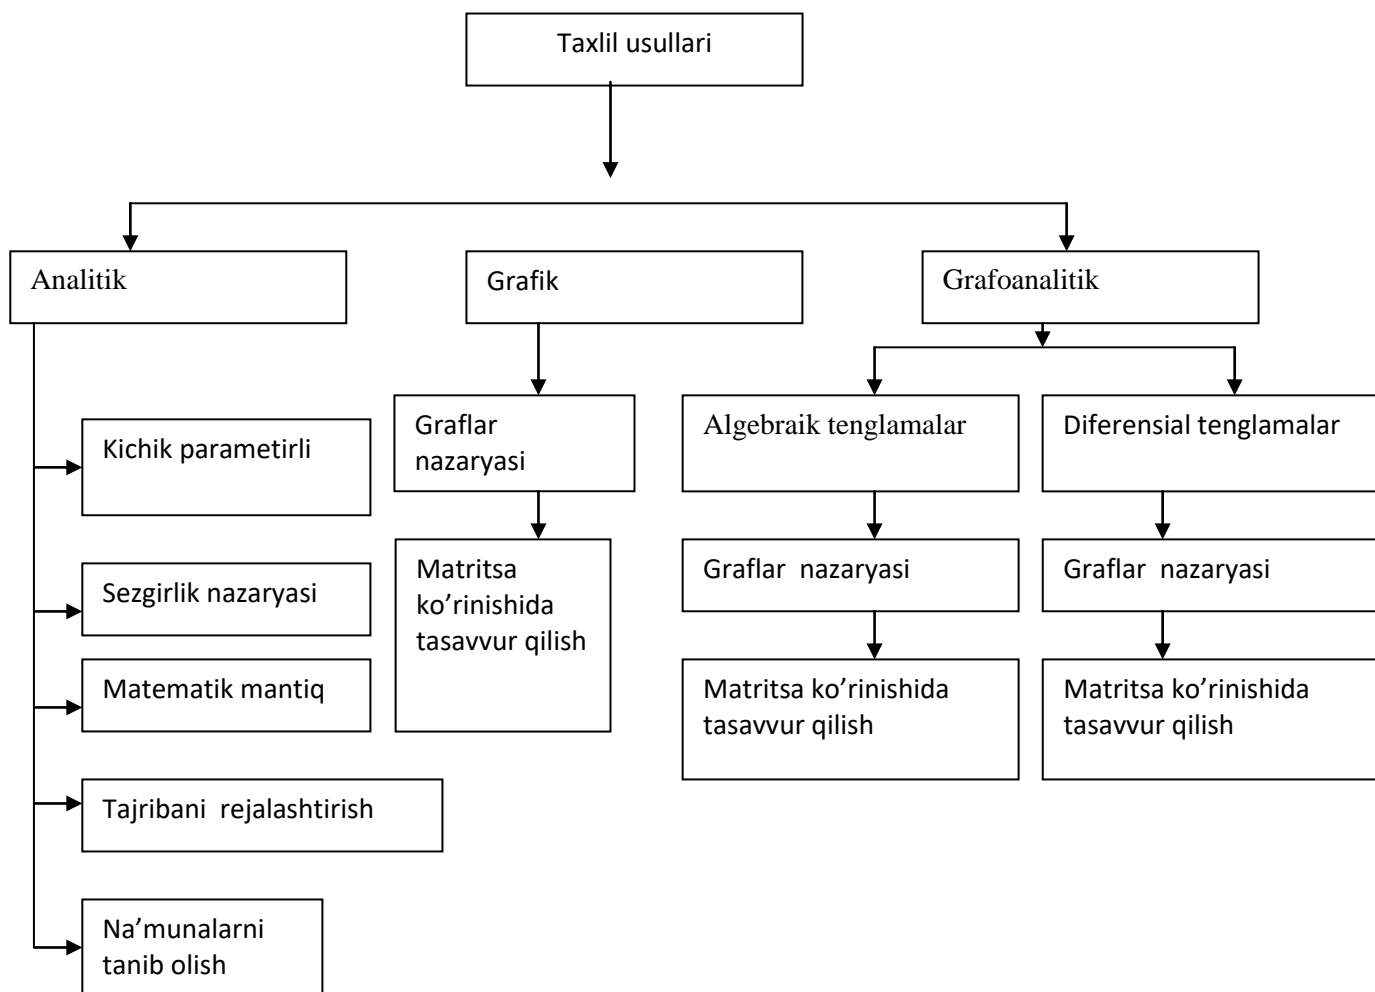 Taxlil usullari
Analitik
Grafik
Grafoanalitik
Kichik parametirli
Sezgirlik nazaryasi
Matematik mantiq
Tajribani  rejalashtirish
Na’munalarni
tanib olish
Graflar
nazaryasi
Matritsa
ko’rinishida
tasavvur qilish
Algebraik tenglamalar
Graflar  nazaryasi
Matritsa ko’rinishida
tasavvur qilish
Diferensial tenglamalar
Graflar  nazaryasi
Matritsa ko’rinishida
tasavvur qilish